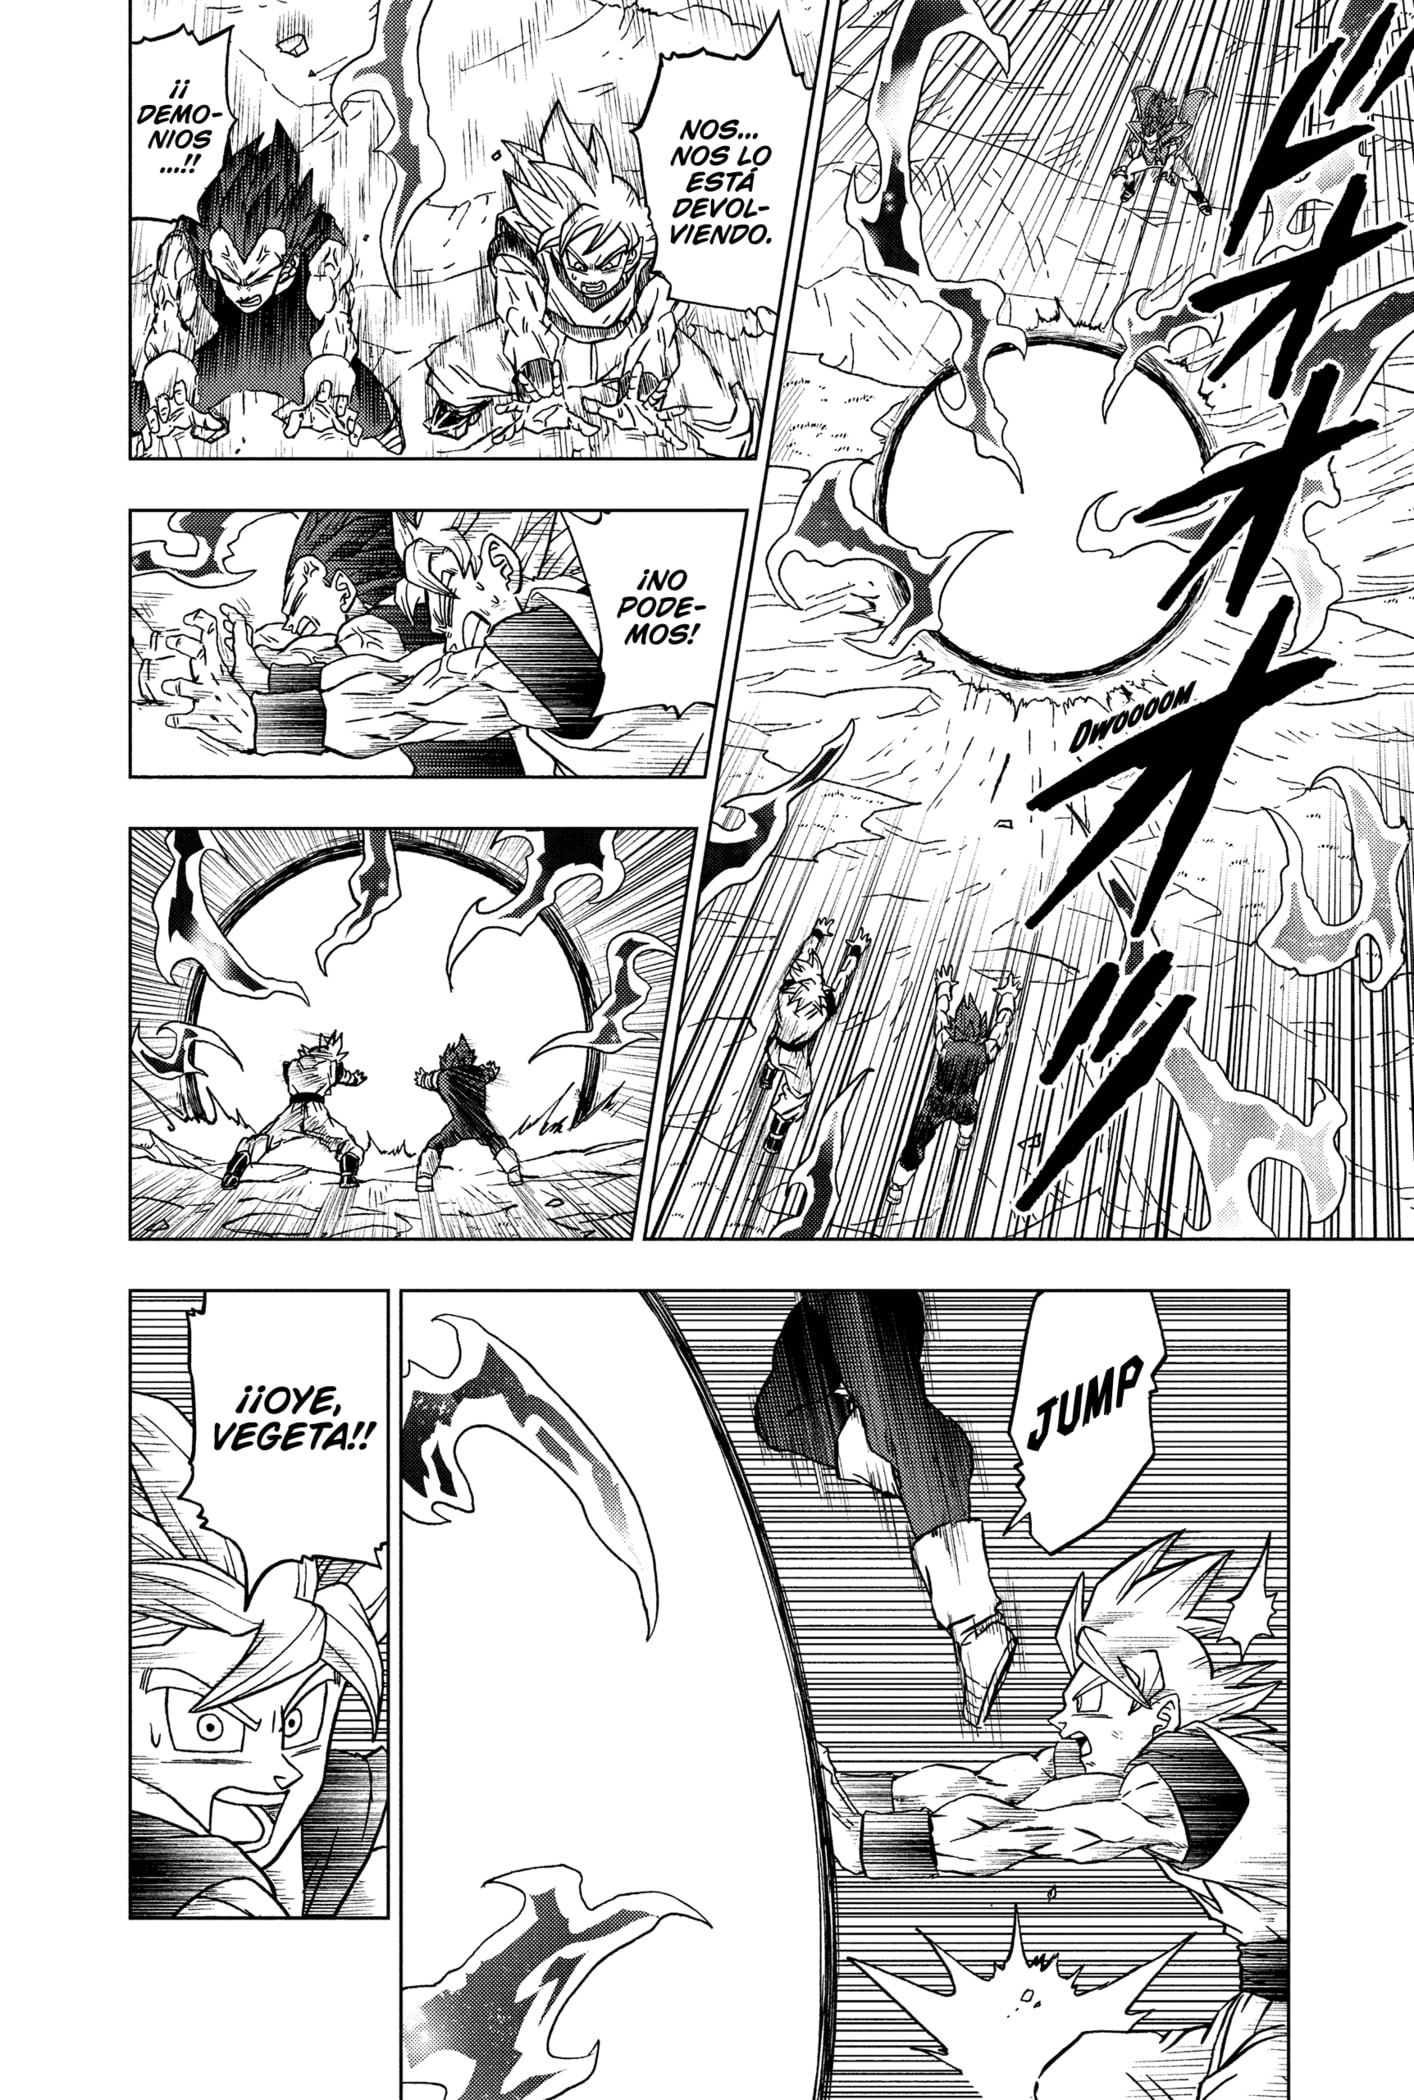 DWOOOOM
NOS...
NOS LO
ESTÁ
DEVOL-
VIENDO.
¡¡
DEMO-
NIOS
....!!
¡NO
PODE-
MOS!
JUMP
¡¡OYE,
VEGETA!!